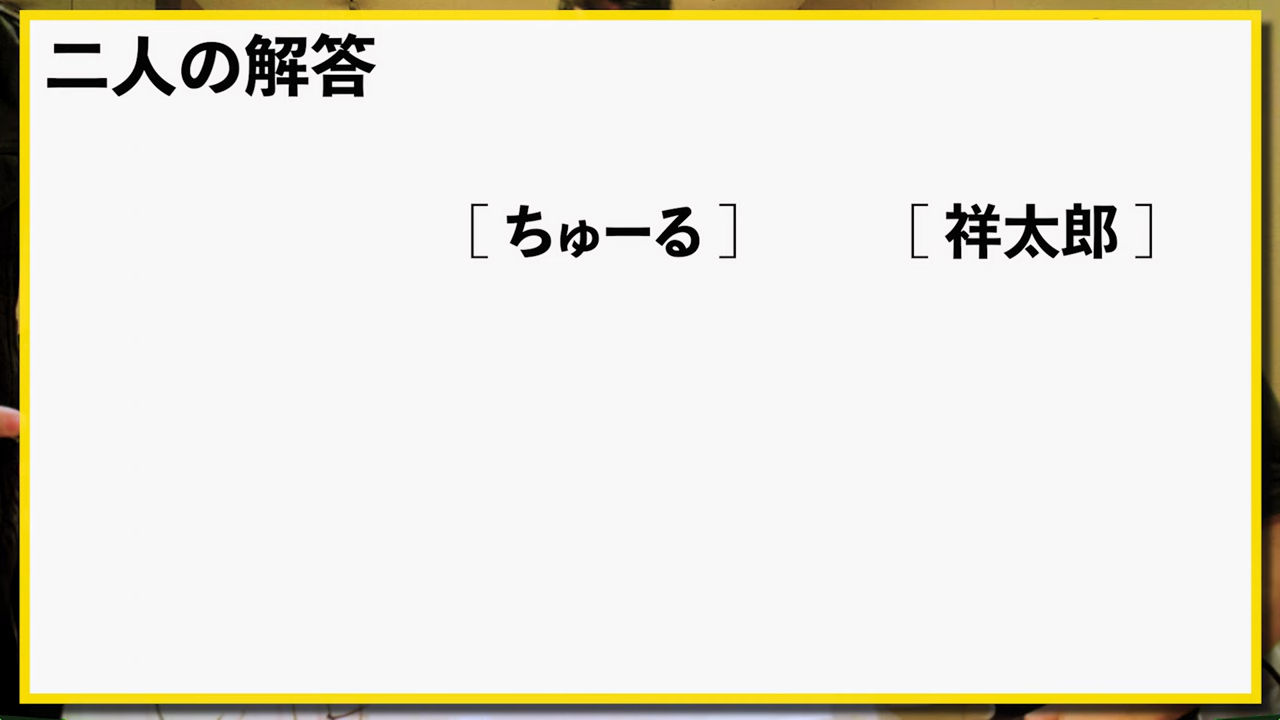 二人の解答
[ ちゅーる ] [ 祥太郎 ]